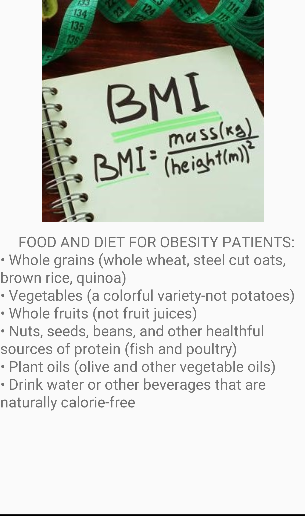 134
135
136
BMI
BMI = mass(kg)
(height(m))²
FOOD AND DIET FOR OBESITY PATIENTS:
• Whole grains (whole wheat, steel cut oats,
brown rice, quinoa)
• Vegetables (a colorful variety-not potatoes)
• Whole fruits (not fruit juices)
• Nuts, seeds, beans, and other healthful
sources of protein (fish and poultry)
• Plant oils (olive and other vegetable oils)
• Drink water or other beverages that are
naturally calorie-free